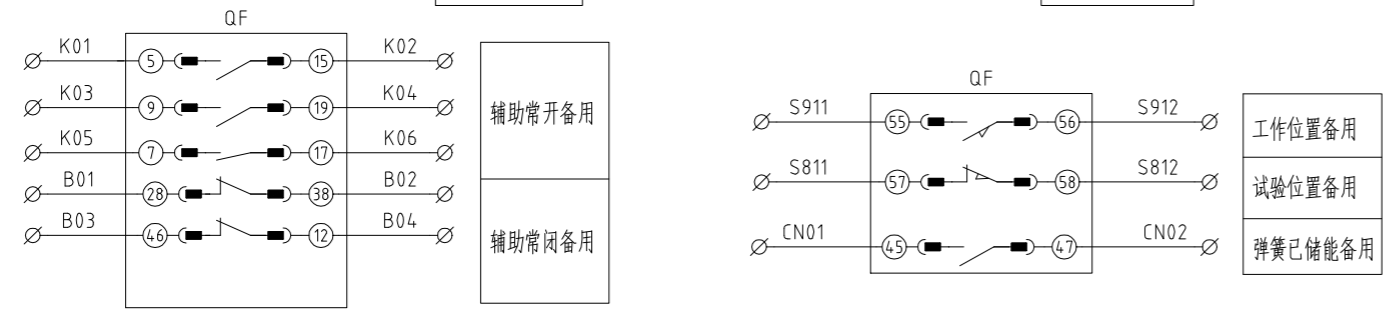 QF
K01 5 15 K02
K03 9 19 K04
K05 7 17 K06
B01 28 38 B02
B03 46 12 B04
辅助常开备用
辅助常闭备用
QF
S911 55 56 S912
S811 57 58 S812
CN01 45 47 CN02
工作位置备用
试验位置备用
弹簧已储能备用